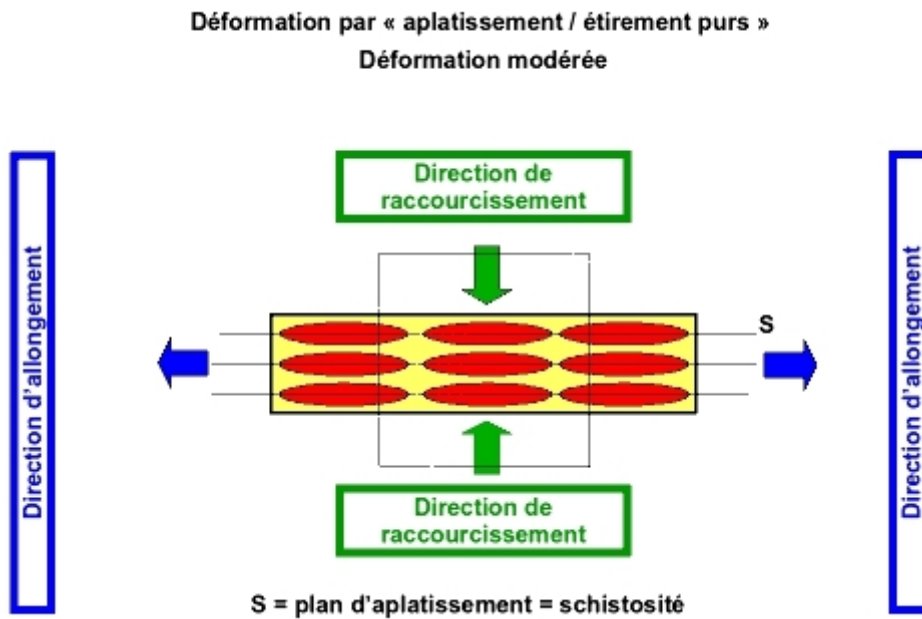 Déformation par « aplatissement / étirement purs »
Déformation modérée
Direction de
raccourcissement
Direction d'allongement
S
Direction d'allongement
Direction de
raccourcissement
S = plan d'aplatissement = schistosité